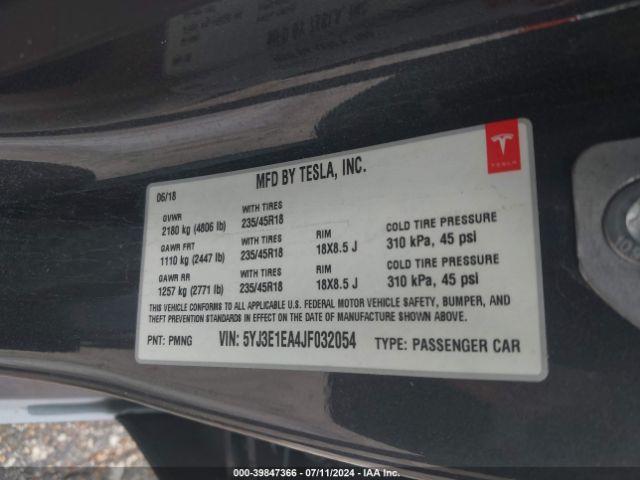 MFD BY TESLA, INC.
TESLA
06/18
GVWR WITH TIRES
2180 kg (4806 lb) 235/45R18
GAWR FRT WITH TIRES RIM COLD TIRE PRESSURE
1110 kg (2447 lb) 235/45R18 18X8.5 J 310 kPa, 45 psi
GAWR RR WITH TIRES RIM COLD TIRE PRESSURE
1257 kg (2771 lb) 235/45R18 18X8.5 J 310 kPa, 45 psi
THIS VEHICLE CONFORMS TO ALL APPLICABLE U.S. FEDERAL MOTOR VEHICLE SAFETY, BUMPER, AND
THEFT PREVENTION STANDARDS IN EFFECT ON THE DATE OF MANUFACTURE SHOWN ABOVE.
PNT: PMNG VIN: 5YJ3E1EA4JF032054 TYPE: PASSENGER CAR
000-39847366 - 07/11/2024 - IAA Inc.